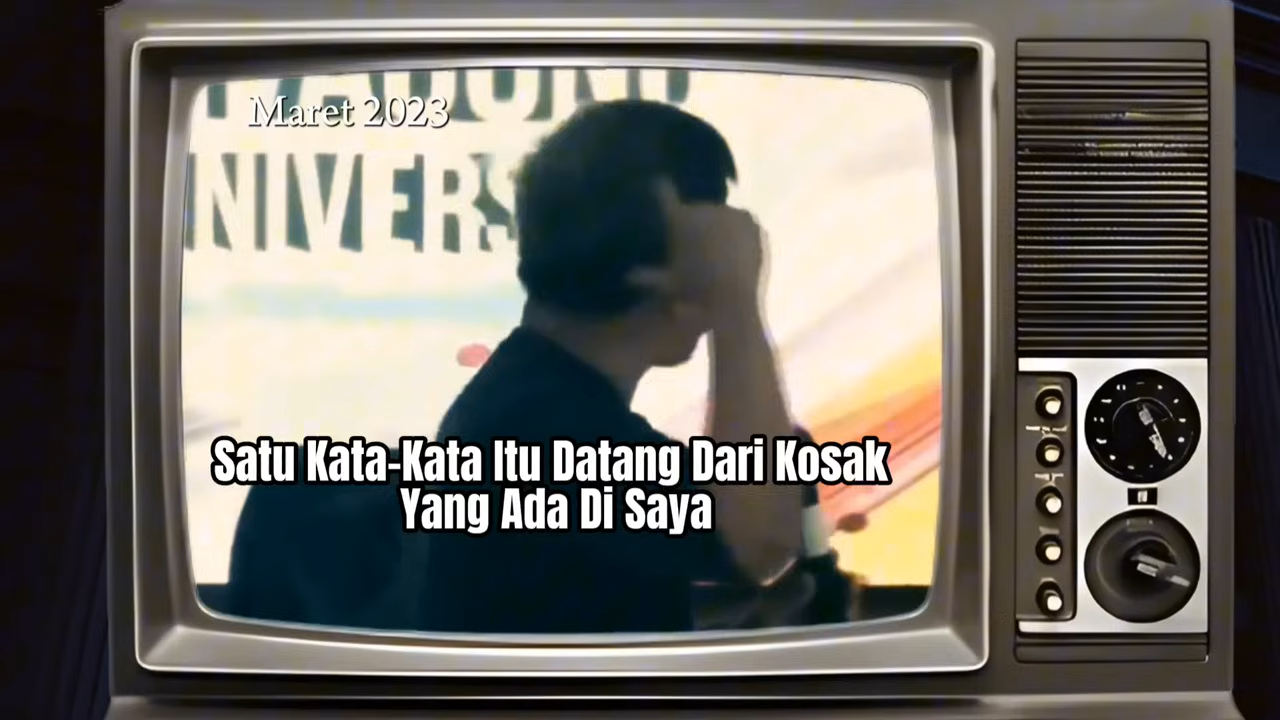 Maret 2023
NIVERS
Satu Kata-Kata Itu Datang Dari Kosak
Yang Ada Di Saya